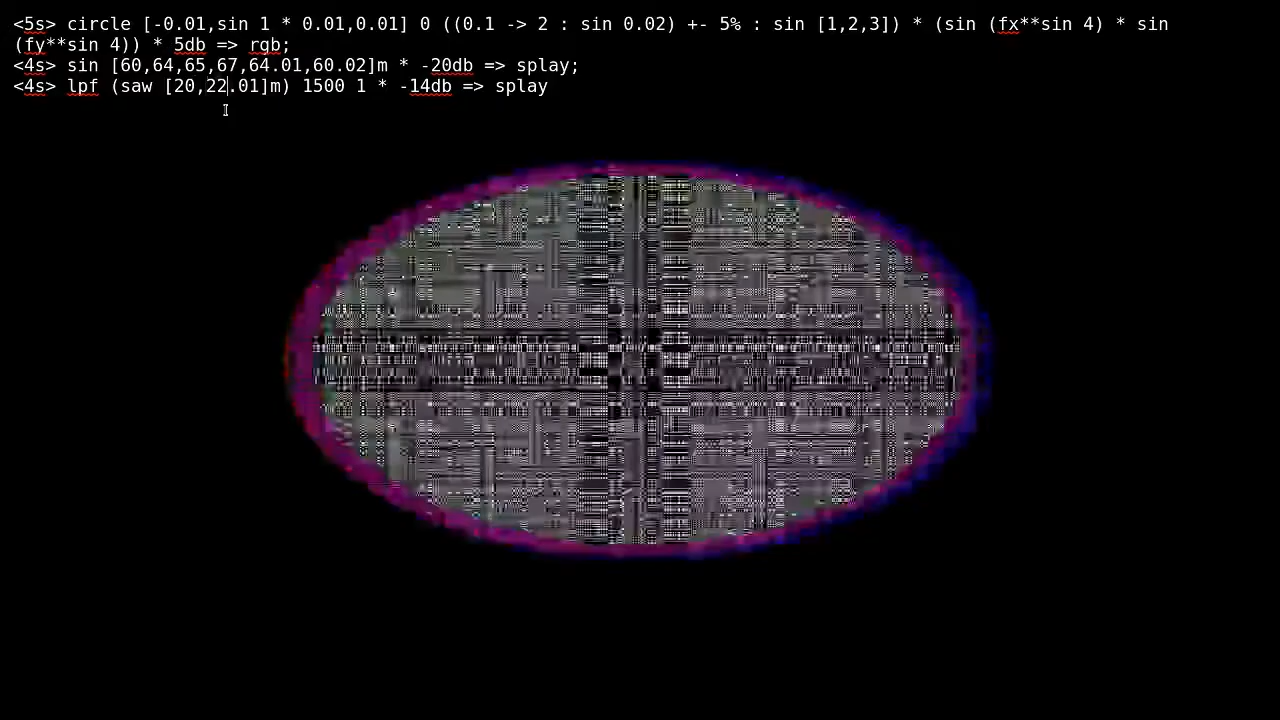 <5s> circle [-0.01,sin 1 * 0.01,0.01] 0 ((0.1 -> 2 : sin 0.02) +- 5% : sin [1,2,3]) * (sin (fx**sin 4) * sin
(fy**sin 4)) * 5db => rgb;
<4s> sin [60,64,65,67,64.01,60.02]m * -20db => splay;
<4s> lpf (saw [20,22.01]m) 1500 1 * -14db => splay